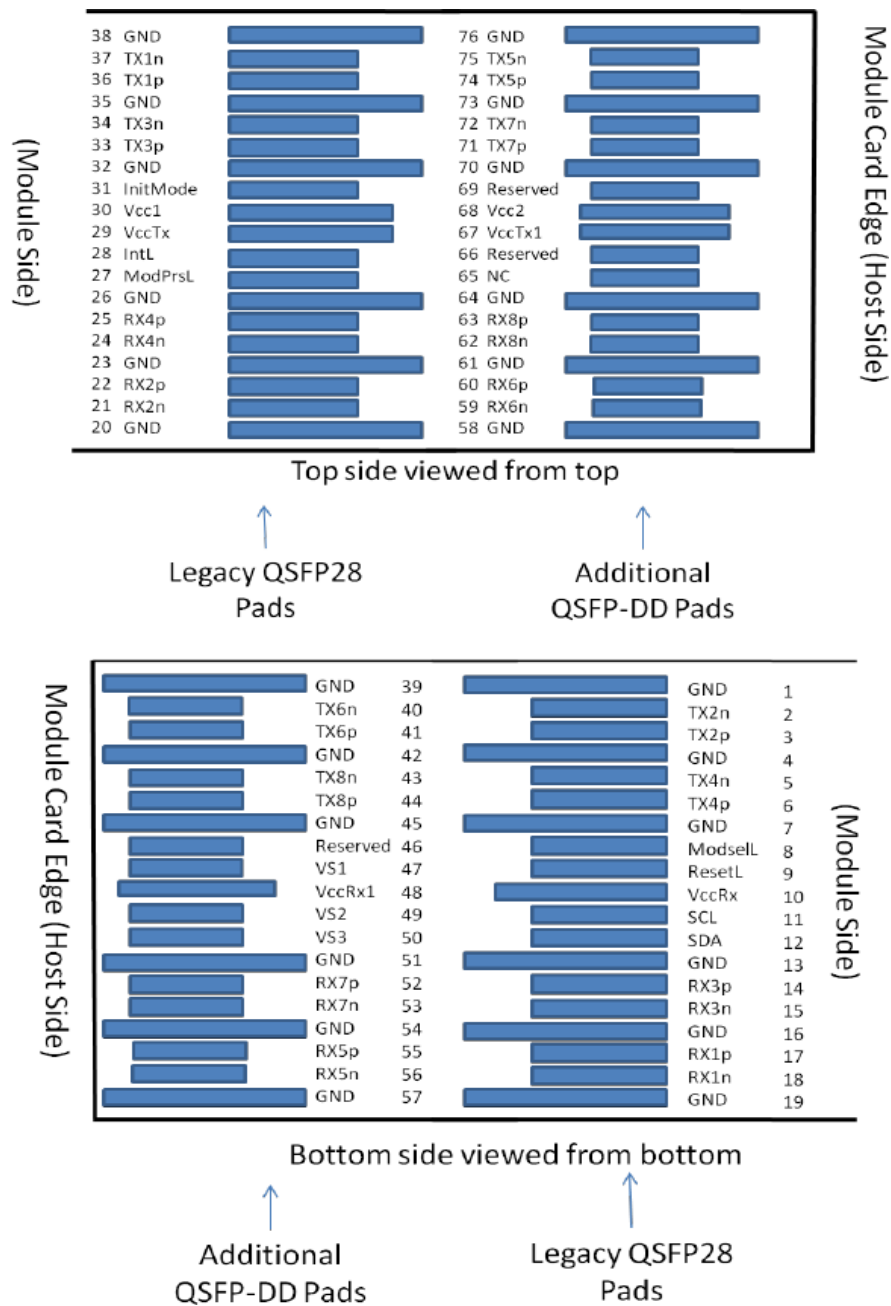 38 GND 76 GND
37 TX1n 75 TX5n
36 TX1p 74 TX5p
35 GND 73 GND
34 TX3n 72 TX7n
33 TX3p 71 TX7p
32 GND 70 GND
31 InitMode 69 Reserved
30 Vcc1 68 Vcc2
29 VccTx 67 VccTx1
28 IntL 66 Reserved
27 ModPrsL 65 NC
26 GND 64 GND
25 RX4p 63 RX8p
24 RX4n 62 RX8n
23 GND 61 GND
22 RX2p 60 RX6p
21 RX2n 59 RX6n
20 GND 58 GND
(Module Side)
Module Card Edge (Host Side)
Top side viewed from top
Legacy QSFP28
Pads
Additional
QSFP-DD Pads
GND 39 GND 1
TX6n 40 TX2n 2
TX6p 41 TX2p 3
GND 42 GND 4
TX8n 43 TX4n 5
TX8p 44 TX4p 6
GND 45 GND 7
Reserved 46 ModselL 8
VS1 47 ResetL 9
VccRx1 48 VccRx 10
VS2 49 SCL 11
VS3 50 SDA 12
GND 51 GND 13
RX7p 52 RX3p 14
RX7n 53 RX3n 15
GND 54 GND 16
RX5p 55 RX1p 17
RX5n 56 RX1n 18
GND 57 GND 19
Module Card Edge (Host Side)
(Module Side)
Bottom side viewed from bottom
Additional
QSFP-DD Pads
Legacy QSFP28
Pads